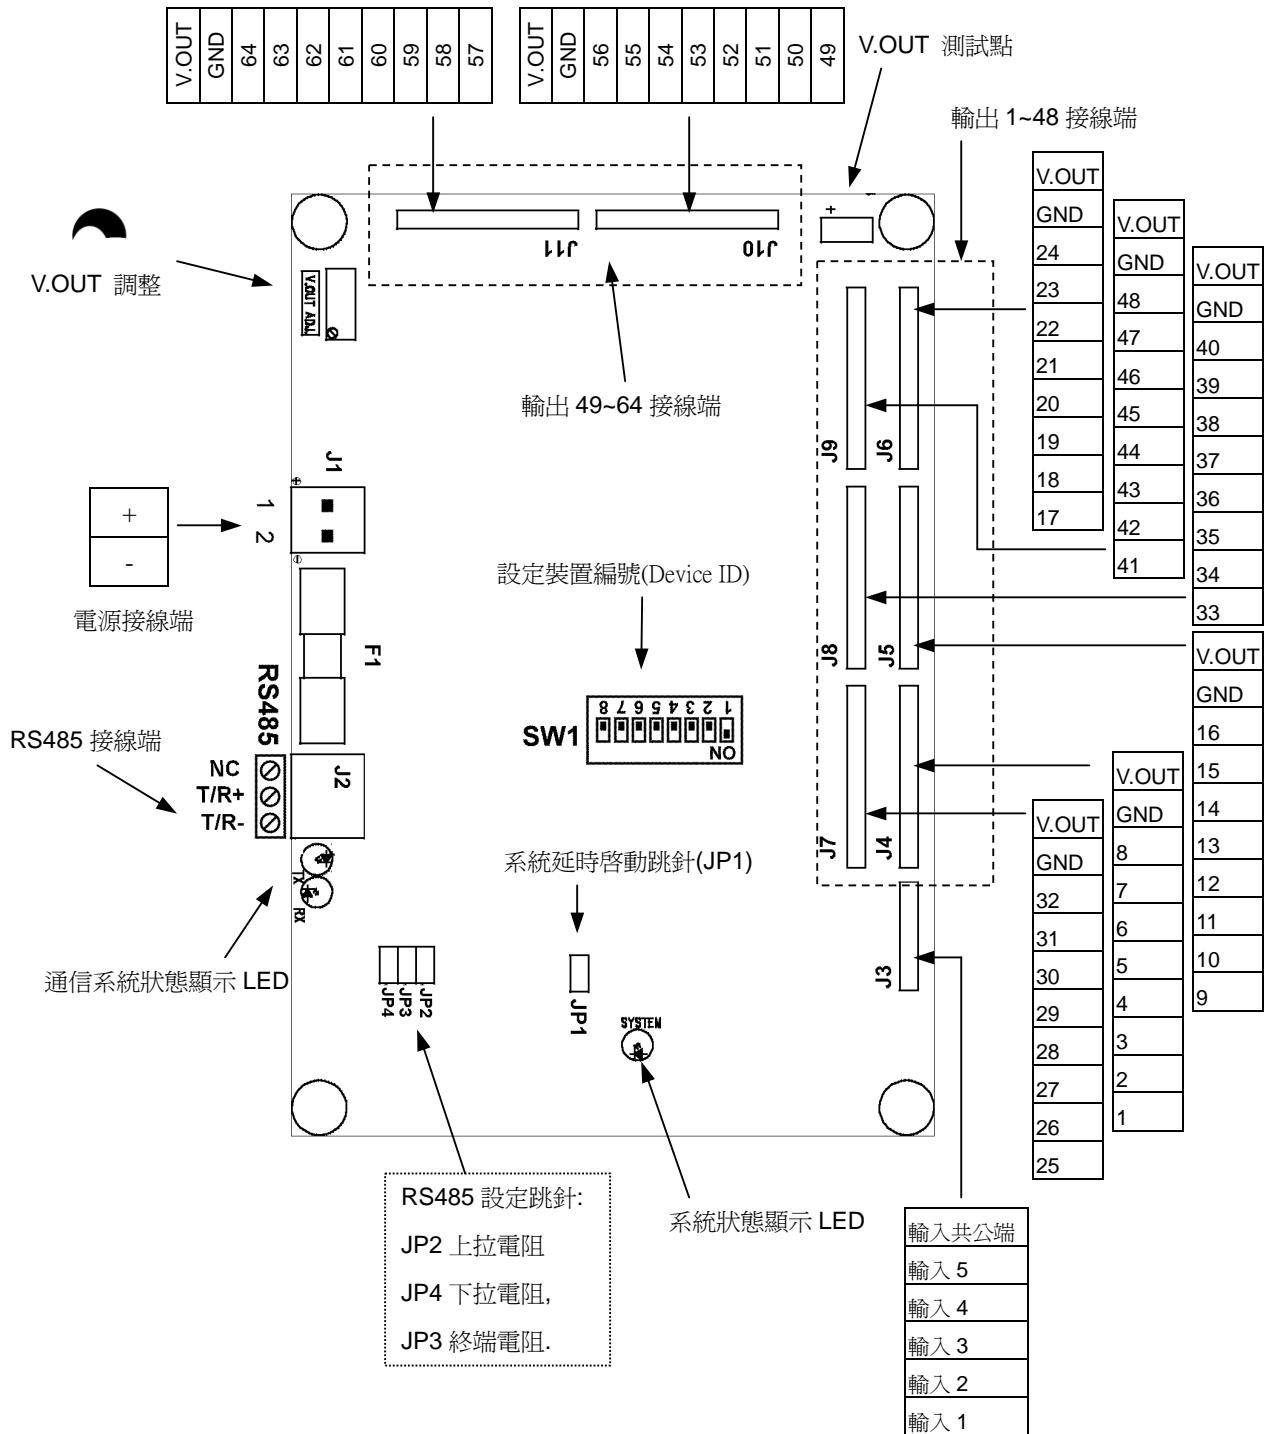 V.OUT
GND
64
63
62
61
60
59
58
57
V.OUT
GND
56
55
54
53
52
51
50
49
V.OUT 測試點
輸出 1~48 接線端
V.OUT
GND
24
23
22
21
20
19
18
17
V.OUT
GND
48
47
46
45
44
43
42
41
V.OUT
GND
40
39
38
37
36
35
34
33
+
J11
J10
V.OUT 調整
V.OUT ADJ.
輸出 49~64 接線端
J9
J6
J1
1
2
+
-
電源接線端
設定裝置編號(Device ID)
F1
J8
J5
RS485
8 7 6 5 4 3 2 1
SW1
ON
RS485 接線端
NC
T/R+
T/R-
J2
V.OUT
GND
16
15
14
13
12
11
10
9
V.OUT
GND
8
7
6
5
4
3
2
1
V.OUT
GND
32
31
30
29
28
27
26
25
J7
J4
系統延時啓動跳針(JP1)
TX
RX
通信系統狀態顯示 LED
JP4
JP3
JP2
JP1
SYSTEM
J3
RS485 設定跳針:
JP2 上拉電阻
JP4 下拉電阻,
JP3 終端電阻.
系統狀態顯示 LED
輸入共公端
輸入 5
輸入 4
輸入 3
輸入 2
輸入 1